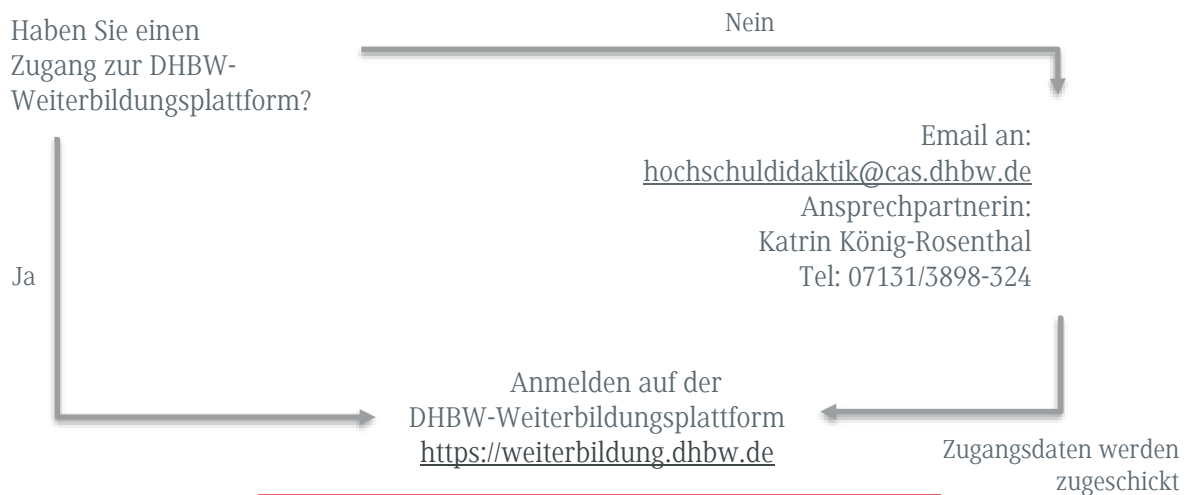 Haben Sie einen
Zugang zur DHBW-
Weiterbildungsplattform?
Nein
Email an:
hochschuldidaktik@cas.dhbw.de
Ansprechpartnerin:
Katrin König-Rosenthal
Tel: 07131/3898-324
Ja
Anmelden auf der
DHBW-Weiterbildungsplattform
https://weiterbildung.dhbw.de
Zugangsdaten werden
zugeschickt